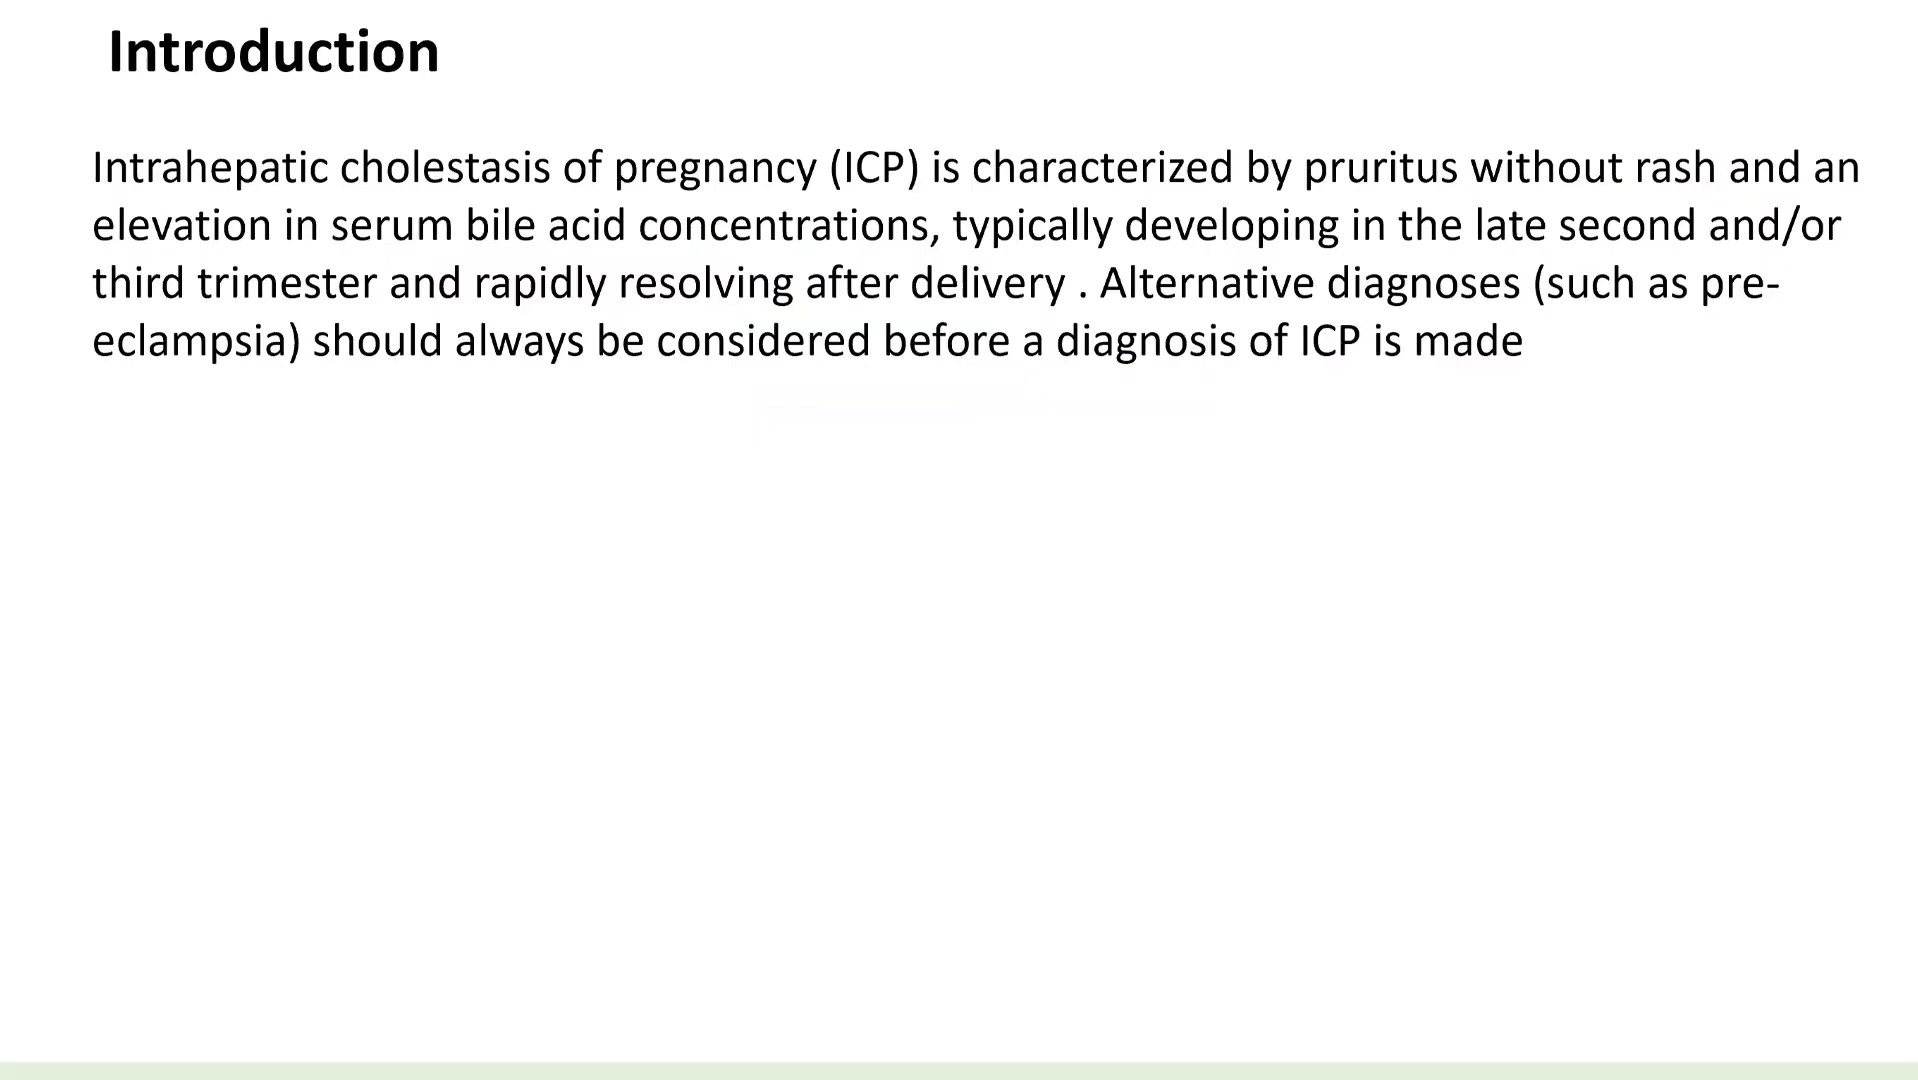 Introduction
Intrahepatic cholestasis of pregnancy (ICP) is characterized by pruritus without rash and an
elevation in serum bile acid concentrations, typically developing in the late second and/or
third trimester and rapidly resolving after delivery . Alternative diagnoses (such as pre-
eclampsia) should always be considered before a diagnosis of ICP is made